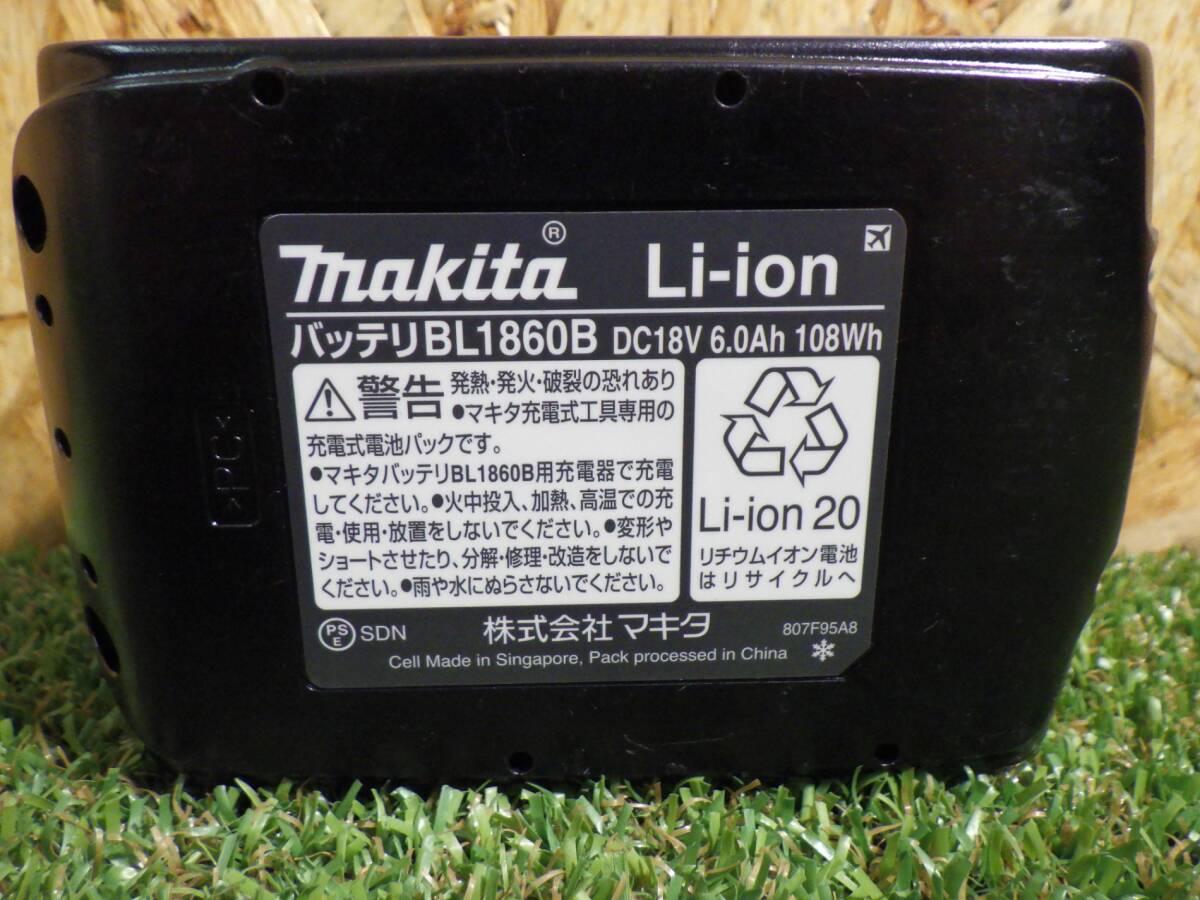 makita® Li-ion
バッテリBL1860B DC18V 6.0Ah 108Wh
警告 発熱・発火・破裂の恐れあり
●マキタ充電式工具専用の
充電式電池パックです。
●マキタバッテリBL1860B用充電器で充電
してください。●火中投入、加熱、高温での充
電・使用・放置をしないでください。●変形や
ショートさせたり、分解・修理・改造をしないで
ください。●雨や水にぬらさないでください。
Li-ion 20
リチウムイオン電池
はリサイクルへ
PS
E SDN 株式会社マキタ 807F95A8
Cell Made in Singapore, Pack processed in China
>PC<